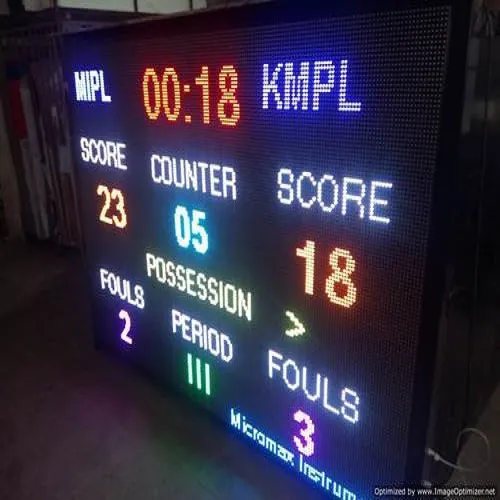 MIPL 00:18 KMPL
SCORE COUNTER SCORE
23 05 18
POSSESSION >
FOULS PERIOD FOULS
2 III 3
Micromax Instrum
Optimized by www.ImageOptimizer.net